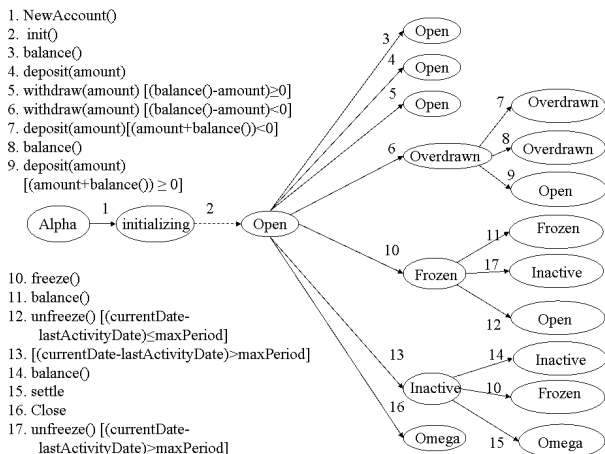 1. NewAccount()
2. init()
3. balance()
4. deposit(amount)
5. withdraw(amount) [(balance()-amount)≥0]
6. withdraw(amount) [(balance()-amount)<0]
7. deposit(amount)[(amount+balance())<0]
8. balance()
9. deposit(amount)
[(amount+balance()) ≥ 0]
3
Open
4
Open
5
Open
6
Overdrawn
7
Overdrawn
8
Overdrawn
9
Open
Alpha
1
initializing
2
Open
10
Frozen
11
Frozen
17
Inactive
12
Open
13
Inactive
14
Inactive
10
Frozen
15
Omega
16
Omega
10. freeze()
11. balance()
12. unfreeze() [(currentDate-
lastActivityDate)≤maxPeriod]
13. [(currentDate-lastActivityDate)>maxPeriod]
14. balance()
15. settle
16. Close
17. unfreeze() [(currentDate-
lastActivityDate)>maxPeriod]